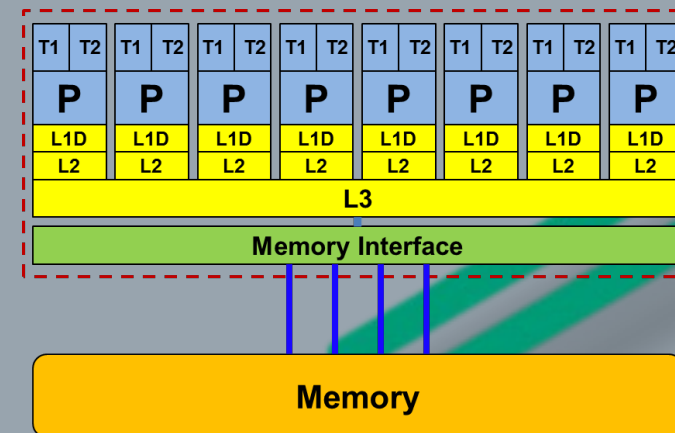 T1 T2 T1 T2 T1 T2 T1 T2 T1 T2 T1 T2 T1 T2 T1 T2
P P P P P P P P
L1D L1D L1D L1D L1D L1D L1D L1D
L2 L2 L2 L2 L2 L2 L2 L2
L3
Memory Interface
Memory